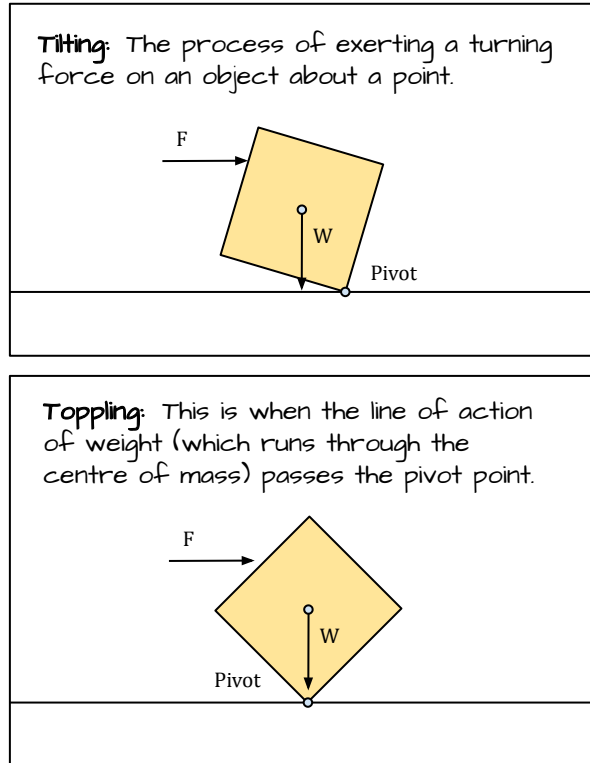 Tilting: The process of exerting a turning
force on an object about a point.
F
W
Pivot
Toppling: This is when the line of action
of weight (which runs through the
centre of mass) passes the pivot point.
F
W
Pivot